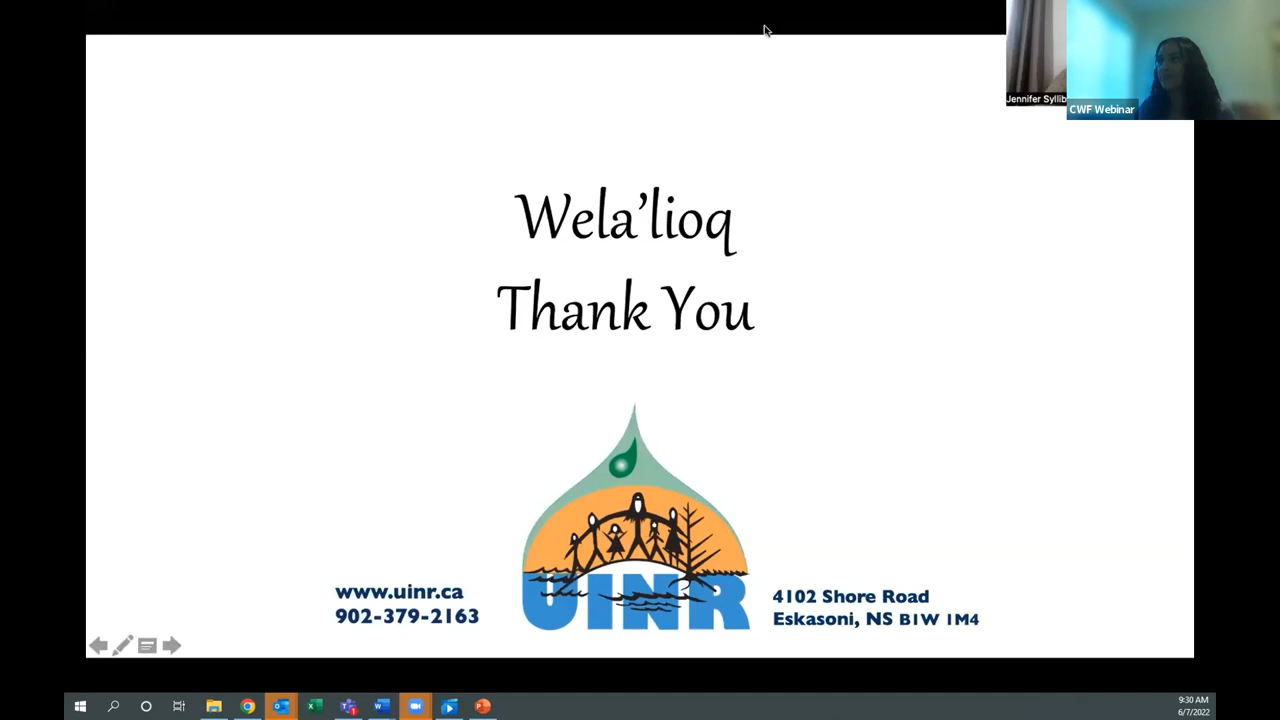 Jennifer Syllib
CWF Webinar
Wela’lioq
Thank You
UINR
www.uinr.ca
902-379-2163
4102 Shore Road
Eskasoni, NS B1W 1M4
9:30 AM
6/7/2022